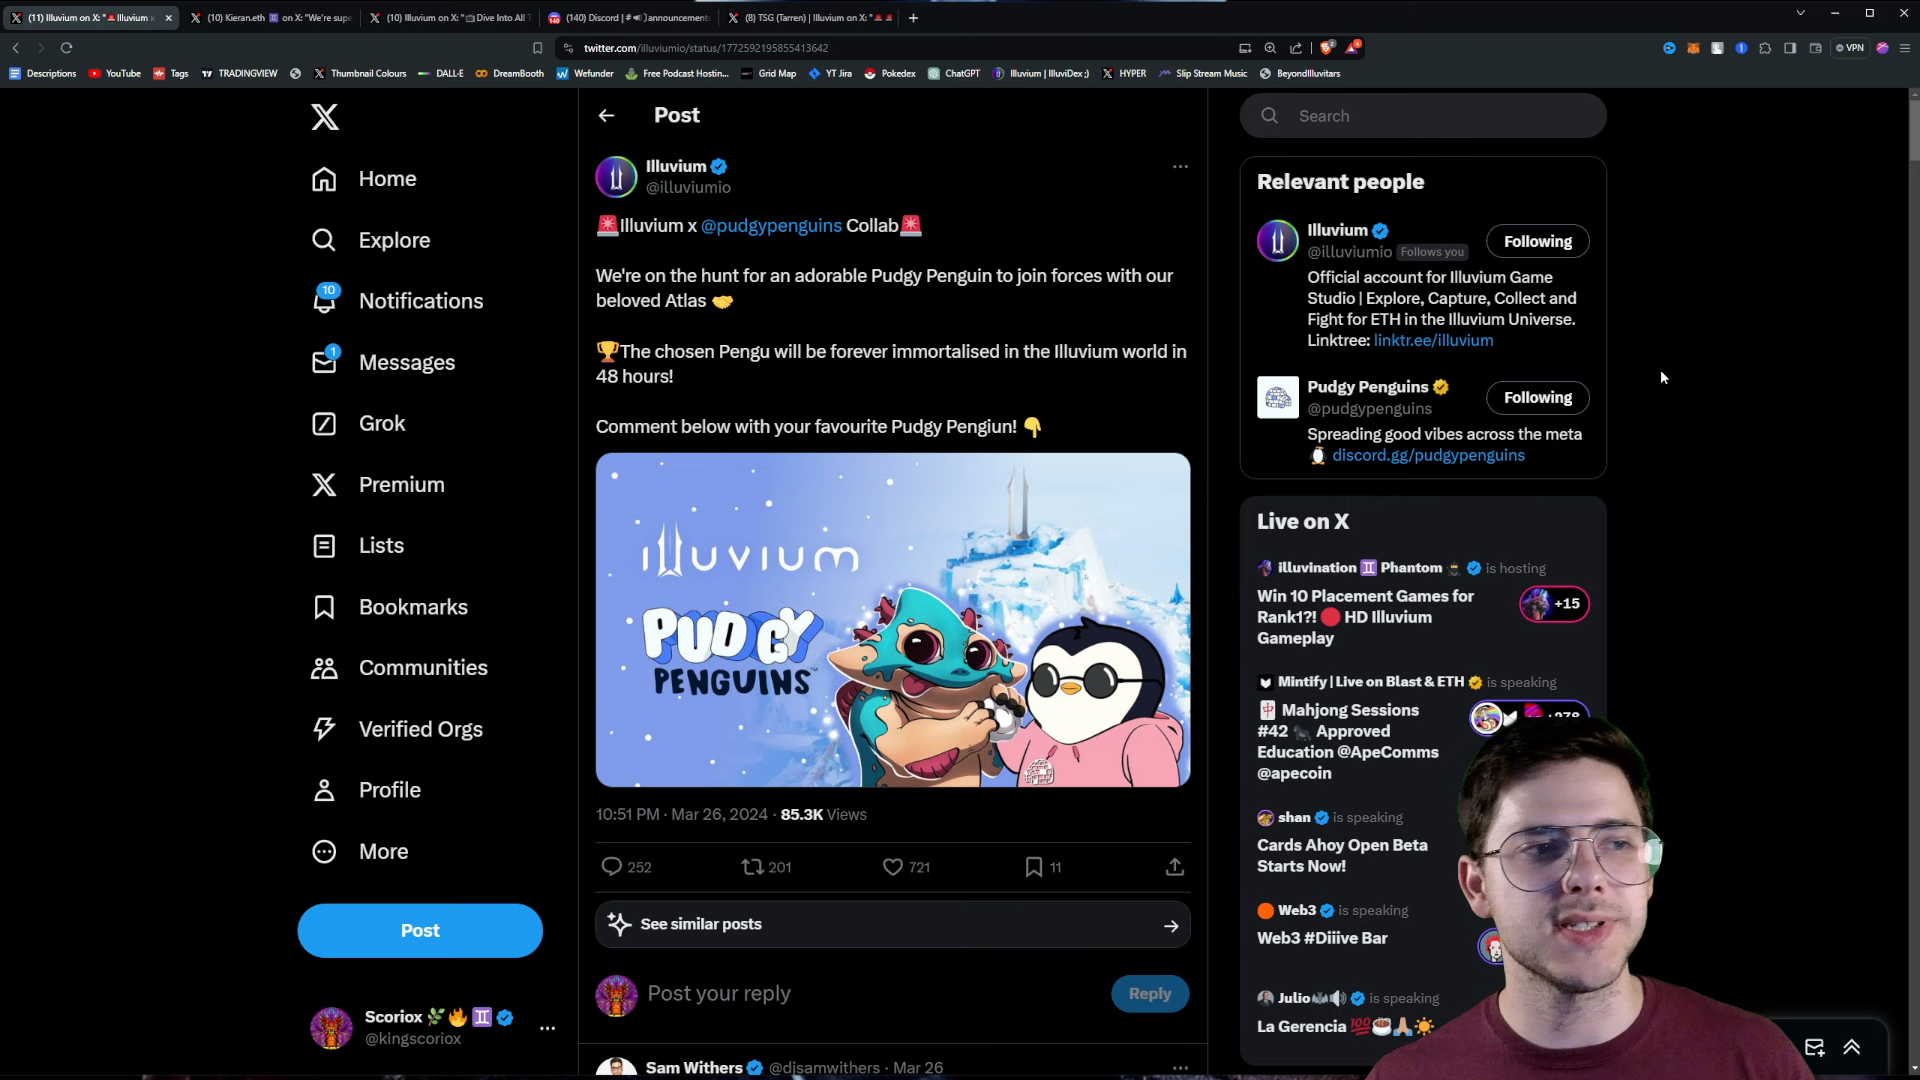 (11) Illuvium on X: "🚨Illuvium
(10) Kieran.eth ♊ on X: "We're supe
(10) Illuvium on X: "📺Dive Into All T
(140) Discord | #📢announcements
(8) TSG (Tarren) | Illuvium on X: "🚨🚨
twitter.com/illuviumio/status/1772592195855413642
VPN
Descriptions
YouTube
Tags
TRADINGVIEW
Thumbnail Colours
DALL·E
DreamBooth
Wefunder
Free Podcast Hostin...
Grid Map
YT Jira
Pokedex
ChatGPT
Illuvium | IlluviDex ;)
HYPER
Slip Stream Music
BeyondIlluvitars
Home
Explore
10
Notifications
1
Messages
Grok
Premium
Lists
Bookmarks
Communities
Verified Orgs
Profile
More
Post
Scoriox 🌿🔥♊
@kingscoriox
Post
Illuvium
@illuviumio
🚨Illuvium x @pudgypenguins Collab🚨
We're on the hunt for an adorable Pudgy Penguin to join forces with our
beloved Atlas 🤝
🏆The chosen Pengu will be forever immortalised in the Illuvium world in
48 hours!
Comment below with your favourite Pudgy Pengiun! 👇
ILLUVIUM
PUDGY
PENGUINS™
10:51 PM · Mar 26, 2024 · 85.3K Views
252
201
721
11
See similar posts
Post your reply
Reply
Sam Withers @djsamwithers · Mar 26
Search
Relevant people
Illuvium
@illuviumio Follows you
Following
Official account for Illuvium Game
Studio | Explore, Capture, Collect and
Fight for ETH in the Illuvium Universe.
Linktree: linktr.ee/illuvium
Pudgy Penguins
@pudgypenguins
Following
Spreading good vibes across the meta
🐧 discord.gg/pudgypenguins
Live on X
illuvination ♊ Phantom is hosting
Win 10 Placement Games for
Rank1?! 🔴 HD Illuvium
Gameplay
+15
Mintify | Live on Blast & ETH is speaking
🀄 Mahjong Sessions
#42 Approved
Education @ApeComms
@apecoin
+278
shan is speaking
Cards Ahoy Open Beta
Starts Now!
Web3 is speaking
Web3 #Diiive Bar
Julio🦇🔊 is speaking
La Gerencia 💯☕🙏🏼☀️